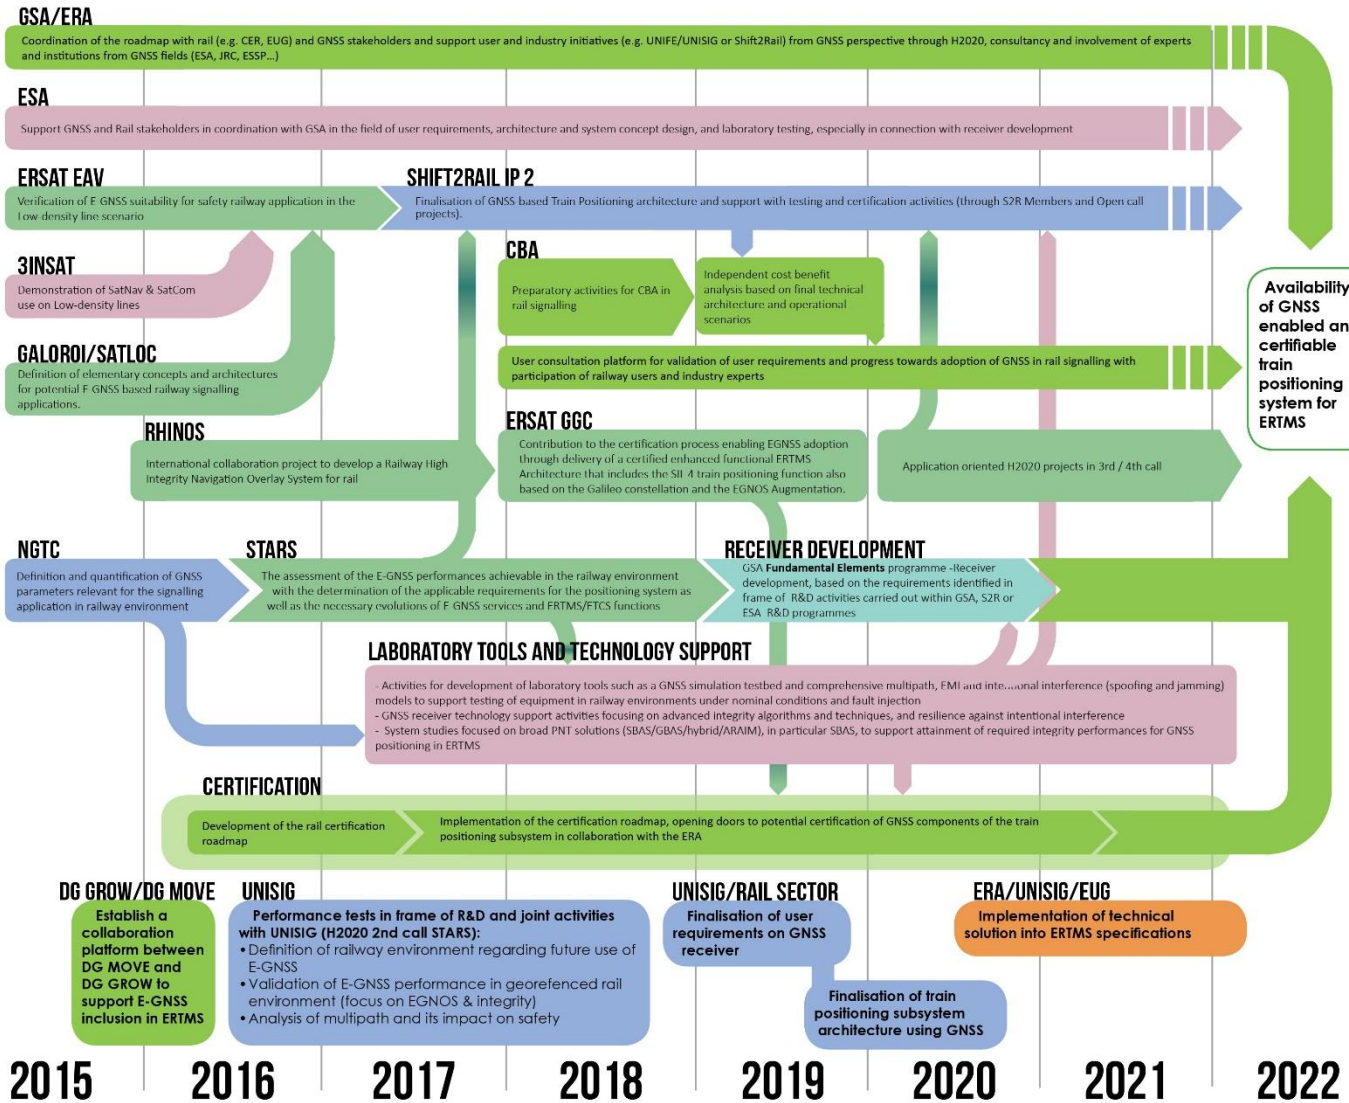 GSA/ERA
Coordination of the roadmap with rail (e.g. CER, EUG) and GNSS stakeholders and support user and industry initiatives (e.g. UNIFE/UNISIG or Shift2Rail) from GNSS perspective through H2020, consultancy and involvement of experts
and institutions from GNSS fields (ESA, JRC, ESSP...)
ESA
Support GNSS and Rail stakeholders in coordination with GSA in the field of user requirements, architecture and system concept design, and laboratory testing, especially in connection with receiver development
ERSAT EAV
Verification of E GNSS suitability for safety railway application in the
Low-density line scenario
SHIFT2RAIL IP 2
Finalisation of GNSS based Train Positioning architecture and support with testing and certification activities (through S2R Members and Open call
projects).
3INSAT
Demonstration of SatNav & SatCom
use on Low-density lines
CBA
Preparatory activities for CBA in
rail signalling
Independent cost benefit
analysis based on final technical
architecture and operational
scenarios
Availability
of GNSS
enabled an
certifiable
train
positioning
system for
ERTMS
GALOROI/SATLOC
Definition of elementary concepts and architectures
for potential E GNSS based railway signalling
applications.
User consultation platform for validation of user requirements and progress towards adoption of GNSS in rail signalling with
participation of railway users and industry experts
RHINOS
International collaboration project to develop a Railway High
Integrity Navigation Overlay System for rail
ERSAT GGC
Contribution to the certification process enabling EGNSS adoption
through delivery of a certified enhanced functional ERTMS
Architecture that includes the SIL 4 train positioning function also
based on the Galileo constellation and the EGNOS Augmentation.
Application oriented H2020 projects in 3rd / 4th call
NGTC
Definition and quantification of GNSS
parameters relevant for the signalling
application in railway environment
STARS
The assessment of the E-GNSS performances achievable in the railway environment
with the determination of the applicable requirements for the positioning system as
well as the necessary evolutions of E GNSS services and ERTMS/ETCS functions
RECEIVER DEVELOPMENT
GSA Fundamental Elements programme -Receiver
development, based on the requirements identified in
frame of R&D activities carried out within GSA, S2R or
ESA R&D programmes
LABORATORY TOOLS AND TECHNOLOGY SUPPORT
- Activities for development of laboratory tools such as a GNSS simulation testbed and comprehensive multipath, EMI and intentional interference (spoofing and jamming)
models to support testing of equipment in railway environments under nominal conditions and fault injection
- GNSS receiver technology support activities focusing on advanced integrity algorithms and techniques, and resilience against intentional interference
- System studies focused on broad PNT solutions (SBAS/GBAS/hybrid/ARAIM), in particular SBAS, to support attainment of required integrity performances for GNSS
positioning in ERTMS
CERTIFICATION
Development of the rail certification
roadmap
Implementation of the certification roadmap, opening doors to potential certification of GNSS components of the train
positioning subsystem in collaboration with the ERA
DG GROW/DG MOVE
Establish a
collaboration
platform between
DG MOVE and
DG GROW to
support E-GNSS
inclusion in ERTMS
UNISIG
Performance tests in frame of R&D and joint activities
with UNISIG (H2020 2nd call STARS):
• Definition of railway environment regarding future use of
E-GNSS
• Validation of E-GNSS performance in georefenced rail
environment (focus on EGNOS & integrity)
• Analysis of multipath and its impact on safety
UNISIG/RAIL SECTOR
Finalisation of user
requirements on GNSS
receiver
Finalisation of train
positioning subsystem
architecture using GNSS
ERA/UNISIG/EUG
Implementation of technical
solution into ERTMS specifications
2015 2016 2017 2018 2019 2020 2021 2022